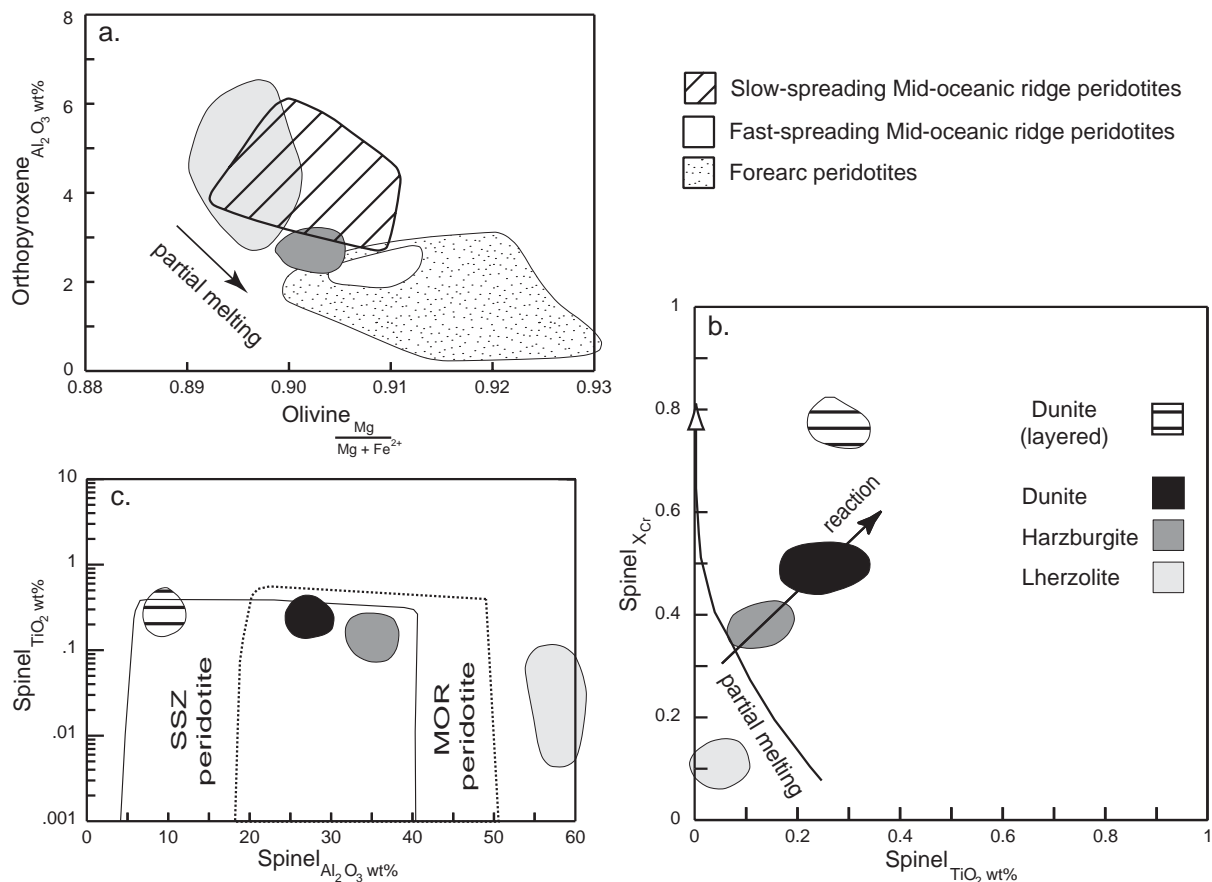 a.
8
6
4
2
0
Orthopyroxene Al2O3 wt%
partial melting
0.88 0.89 0.90 0.91 0.92 0.93
Olivine Mg
Mg + Fe2+
Slow-spreading Mid-oceanic ridge peridotites
Fast-spreading Mid-oceanic ridge peridotites
Forearc peridotites
b.
1
0.8
0.6
0.4
0.2
0
Spinel XCr
reaction
partial melting
Dunite
(layered)
Dunite
Harzburgite
Lherzolite
0 0.2 0.4 0.6 0.8 1
Spinel TiO2 wt%
c.
10
1
.1
.01
.001
Spinel TiO2 wt%
SSZ
peridotite
MOR
peridotite
0 10 20 30 40 50 60
Spinel Al2O3 wt%